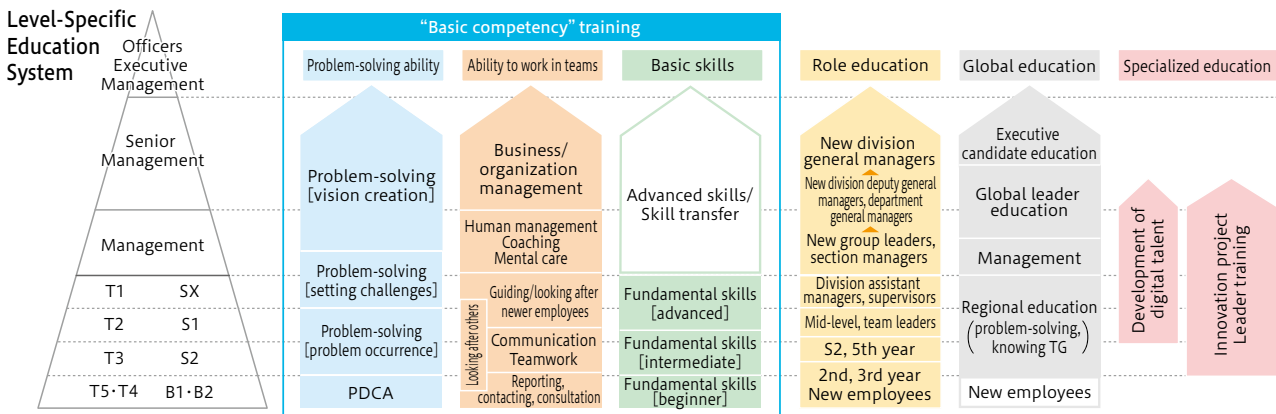 Level-Specific
Education
System
Officers
Executive
Management
Senior
Management
Management
T1 SX
T2 S1
T3 S2
T5・T4 B1・B2
“Basic competency” training
Problem-solving ability
Problem-solving
[vision creation]
Problem-solving
[setting challenges]
Problem-solving
[problem occurrence]
PDCA
Ability to work in teams
Business/
organization
management
Human management
Coaching
Mental care
Guiding/looking after
newer employees
Looking after others
Communication
Teamwork
Reporting,
contacting, consultation
Basic skills
Advanced skills/
Skill transfer
Fundamental skills
[advanced]
Fundamental skills
[intermediate]
Fundamental skills
[beginner]
Role education
New division
general managers
New division deputy general
managers, department
general managers
New group leaders,
section managers
Division assistant
managers, supervisors
Mid-level, team leaders
S2, 5th year
2nd, 3rd year
New employees
Global education
Executive
candidate education
Global leader
education
Management
Regional education
(problem-solving,
knowing TG)
New employees
Specialized education
Development of
digital talent
Innovation project
Leader training